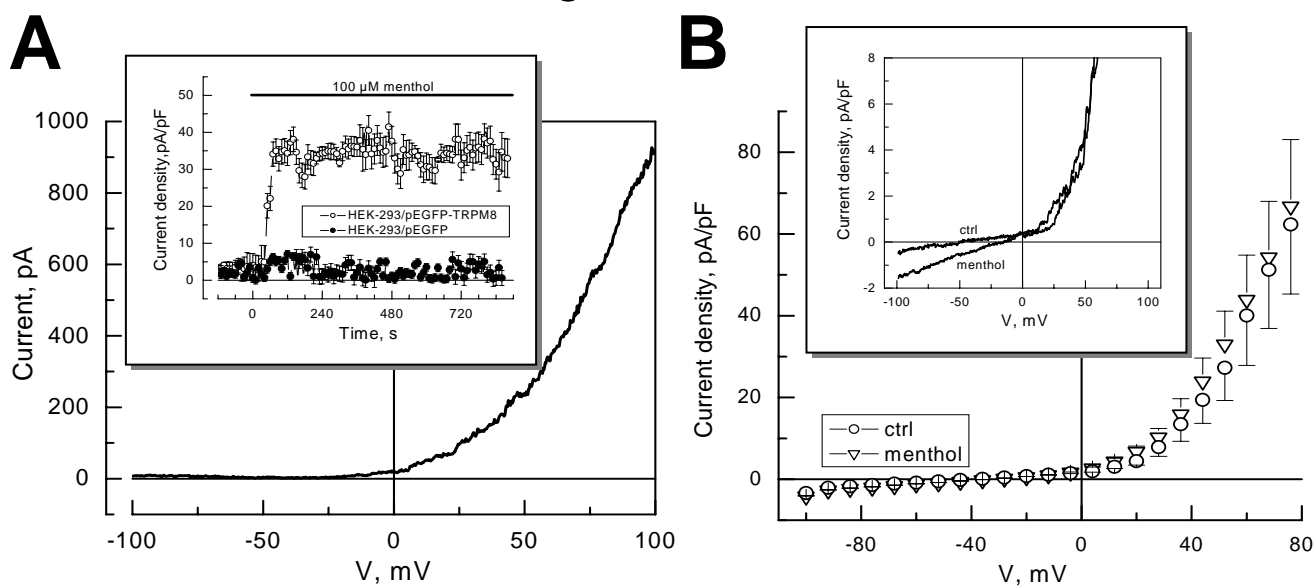 A
B
100 µM menthol
Current density,pA/pF
50
40
30
20
10
0
HEK-293/pEGFP-TRPM8
HEK-293/pEGFP
0 240 480 720
Time, s
Current, pA
1000
800
600
400
200
0
-100 -50 0 50 100
V, mV
Current density, pA/pF
8
6
4
2
0
-2
ctrl
menthol
-100 -50 0 50 100
V, mV
Current density, pA/pF
80
60
40
20
0
ctrl
menthol
-80 -40 0 40 80
V, mV